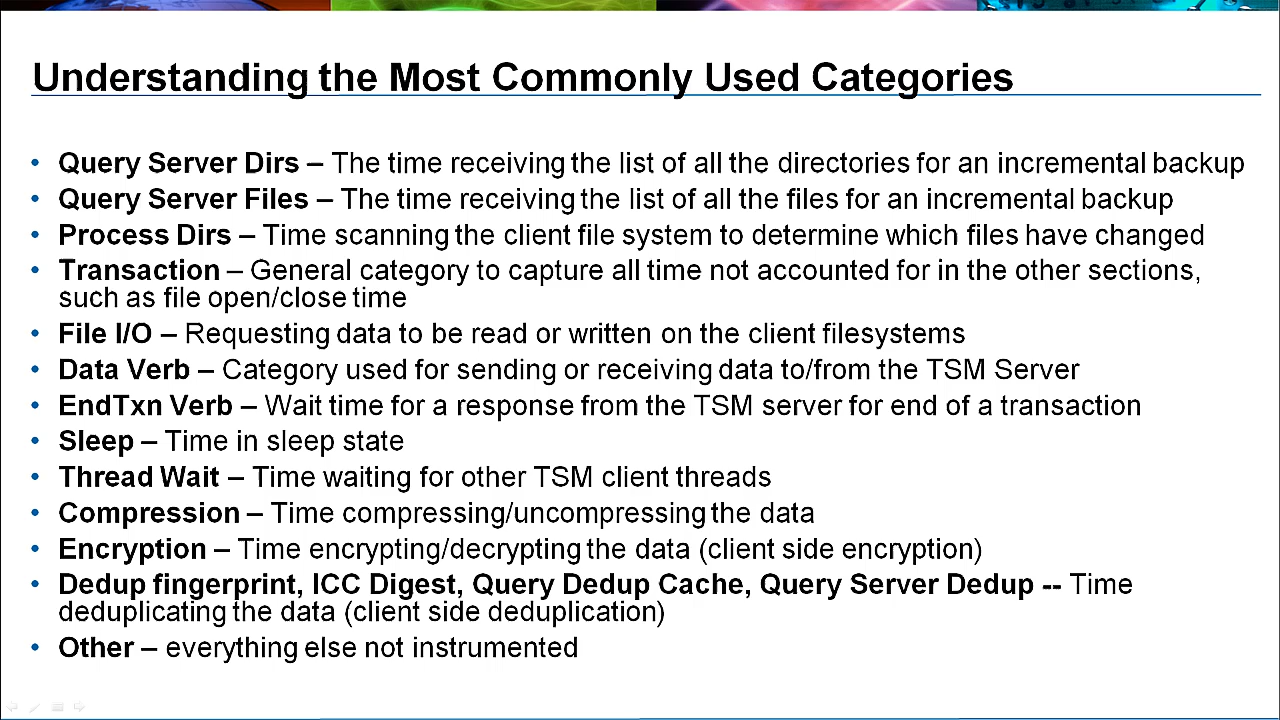 Understanding the Most Commonly Used Categories
• Query Server Dirs – The time receiving the list of all the directories for an incremental backup
• Query Server Files – The time receiving the list of all the files for an incremental backup
• Process Dirs – Time scanning the client file system to determine which files have changed
• Transaction – General category to capture all time not accounted for in the other sections,
such as file open/close time
• File I/O – Requesting data to be read or written on the client filesystems
• Data Verb – Category used for sending or receiving data to/from the TSM Server
• EndTxn Verb – Wait time for a response from the TSM server for end of a transaction
• Sleep – Time in sleep state
• Thread Wait – Time waiting for other TSM client threads
• Compression – Time compressing/uncompressing the data
• Encryption – Time encrypting/decrypting the data (client side encryption)
• Dedup fingerprint, ICC Digest, Query Dedup Cache, Query Server Dedup -- Time
deduplicating the data (client side deduplication)
• Other – everything else not instrumented